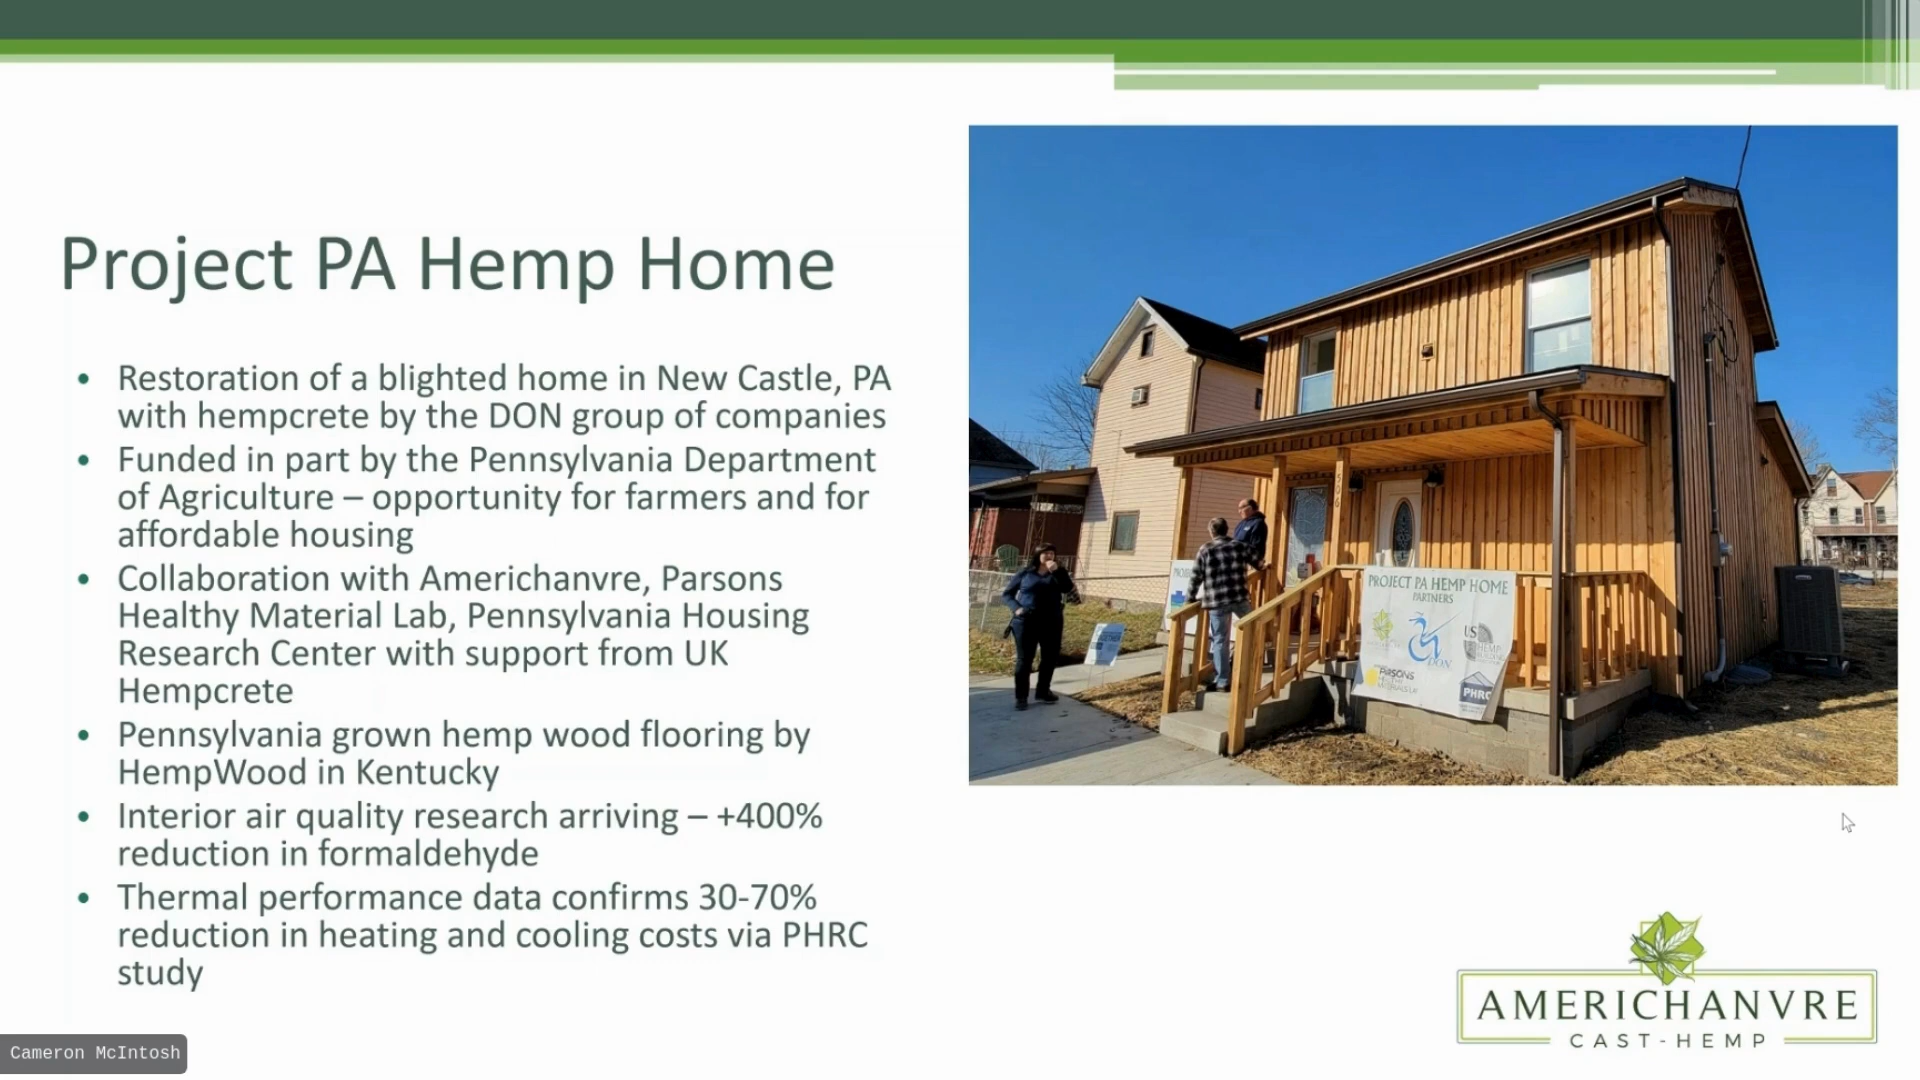 Project PA Hemp Home
• Restoration of a blighted home in New Castle, PA
with hempcrete by the DON group of companies
• Funded in part by the Pennsylvania Department
of Agriculture – opportunity for farmers and for
affordable housing
• Collaboration with Americhanvre, Parsons
Healthy Material Lab, Pennsylvania Housing
Research Center with support from UK
Hempcrete
• Pennsylvania grown hemp wood flooring by
HempWood in Kentucky
• Interior air quality research arriving – +400%
reduction in formaldehyde
• Thermal performance data confirms 30-70%
reduction in heating and cooling costs via PHRC
study
506
PROJECT PA HEMP HOME
PARTNERS
DON
US
HEMP
BUILDING
PARSONS
PHRC
AMERICHANVRE
CAST-HEMP
Cameron McIntosh